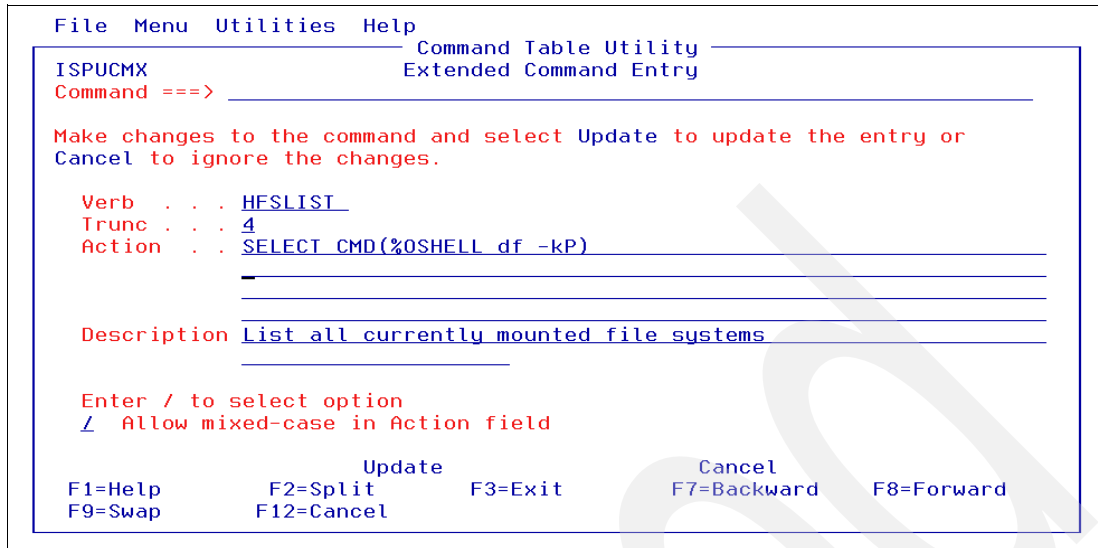 File Menu Utilities Help
Command Table Utility
ISPUCMX Extended Command Entry
Command ===>
Make changes to the command and select Update to update the entry or
Cancel to ignore the changes.
Verb . . . HFSLIST
Trunc . . . 4
Action . . SELECT CMD(%OSHELL df -kP)
Description List all currently mounted file systems
Enter / to select option
/ Allow mixed-case in Action field
Update Cancel
F1=Help F2=Split F3=Exit F7=Backward F8=Forward
F9=Swap F12=Cancel